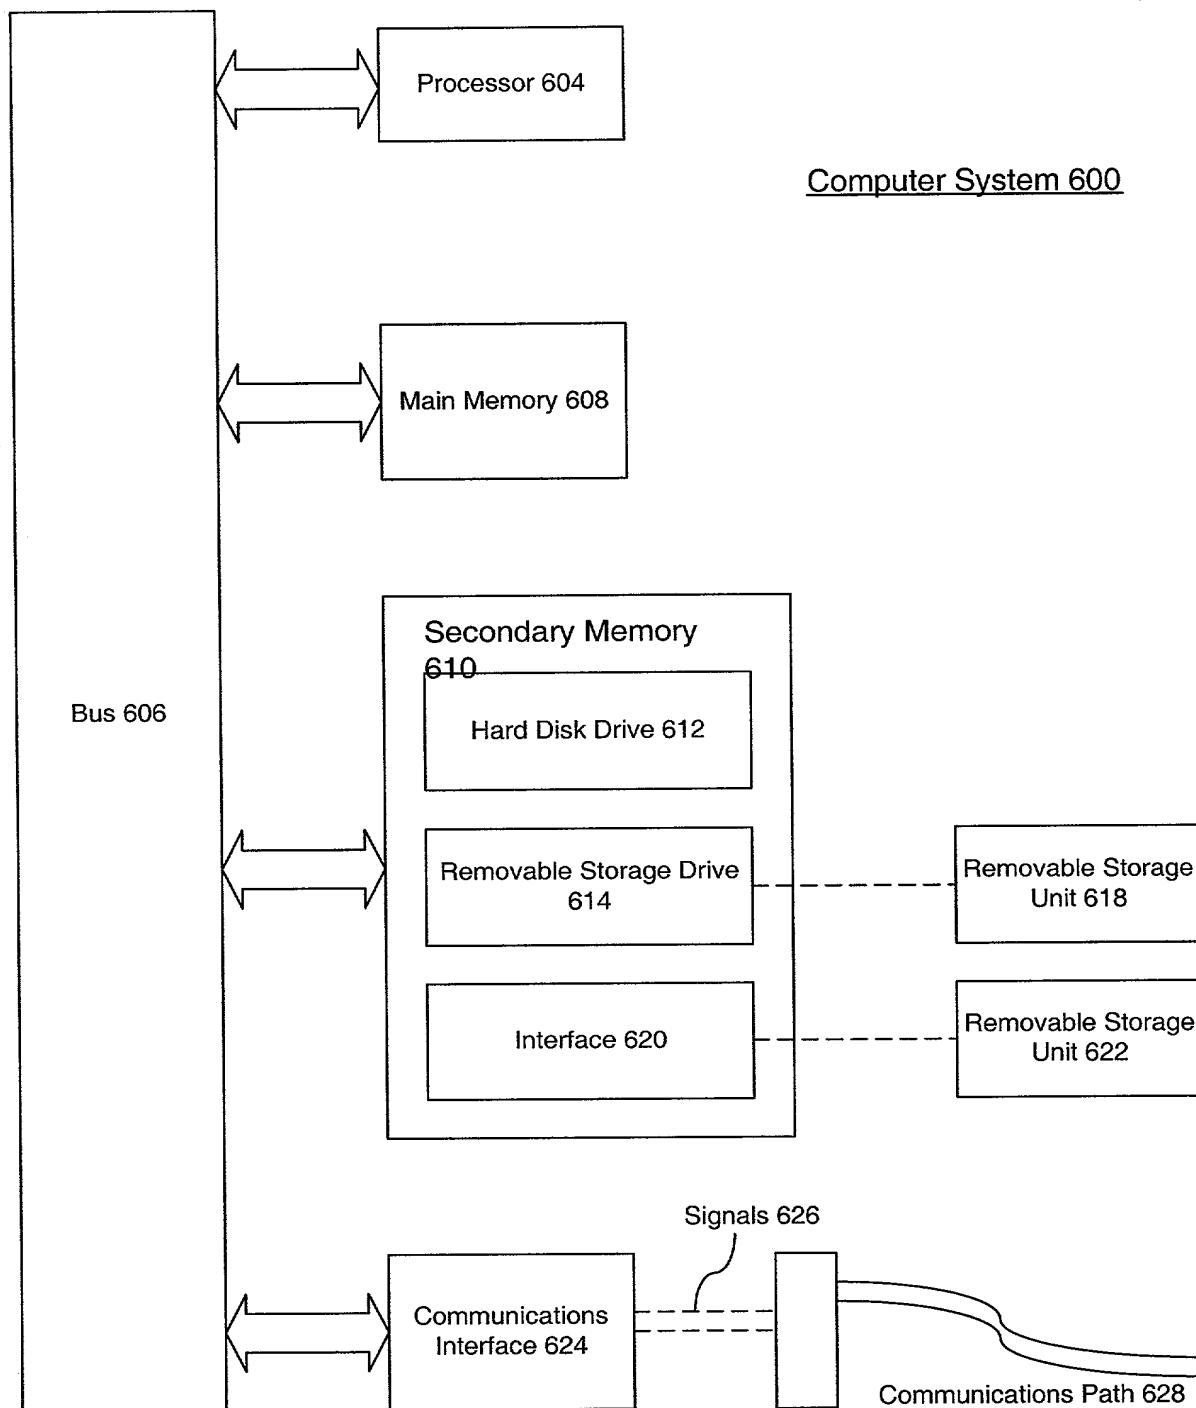 Processor 604
Computer System 600
Main Memory 608
Secondary Memory
610
Bus 606
Hard Disk Drive 612
Removable Storage Drive
614
Removable Storage
Unit 618
Interface 620
Removable Storage
Unit 622
Signals 626
Communications
Interface 624
Communications Path 628